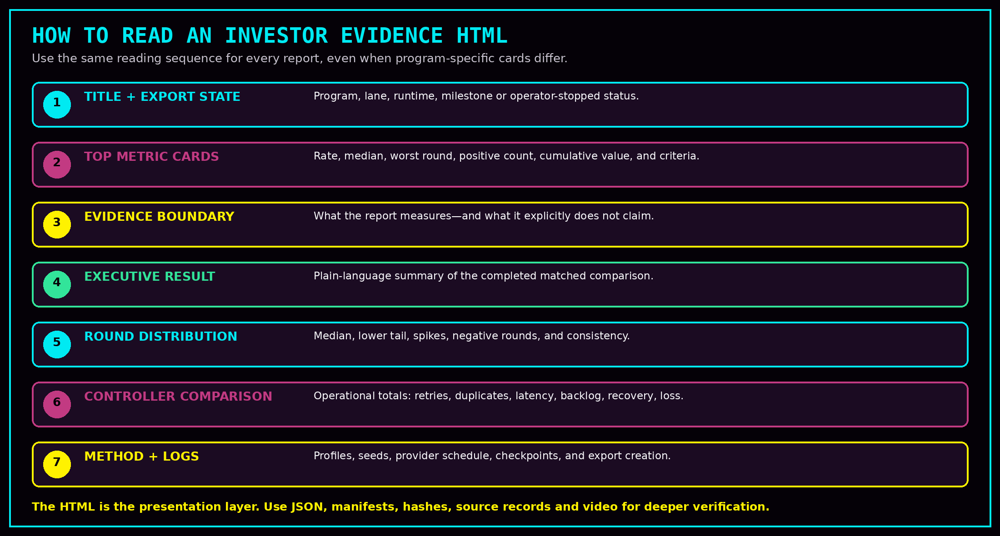 HOW TO READ AN INVESTOR EVIDENCE HTML
Use the same reading sequence for every report, even when program-specific cards differ.
1
TITLE + EXPORT STATE
Program, lane, runtime, milestone or operator-stopped status.
2
TOP METRIC CARDS
Rate, median, worst round, positive count, cumulative value, and criteria.
3
EVIDENCE BOUNDARY
What the report measures—and what it explicitly does not claim.
4
EXECUTIVE RESULT
Plain-language summary of the completed matched comparison.
5
ROUND DISTRIBUTION
Median, lower tail, spikes, negative rounds, and consistency.
6
CONTROLLER COMPARISON
Operational totals: retries, duplicates, latency, backlog, recovery, loss.
7
METHOD + LOGS
Profiles, seeds, provider schedule, checkpoints, and export creation.
The HTML is the presentation layer. Use JSON, manifests, hashes, source records and video for deeper verification.